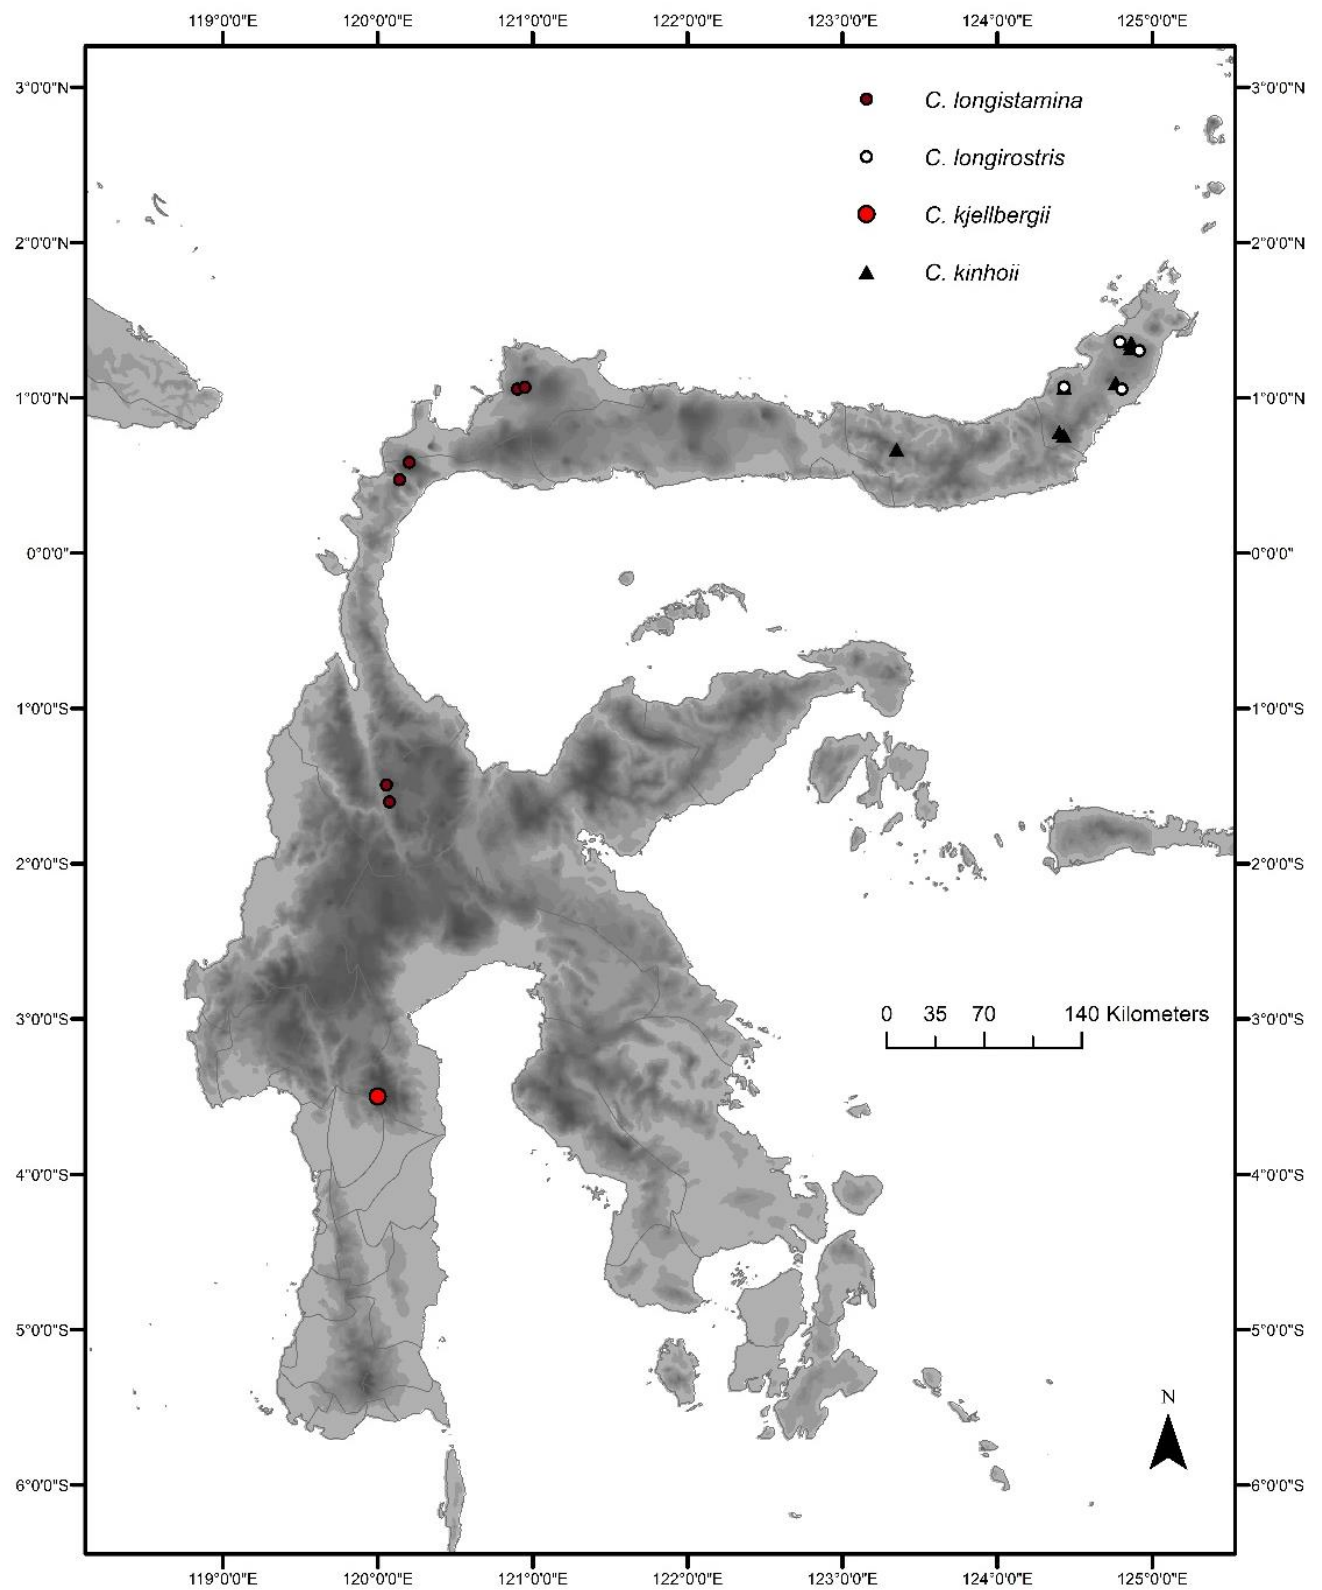 119°0'0"E 120°0'0"E 121°0'0"E 122°0'0"E 123°0'0"E 124°0'0"E 125°0'0"E
3°0'0"N 3°0'0"N
C. longistamina
C. longirostris
C. kjellbergii
2°0'0"N 2°0'0"N
C. kinhoii
1°0'0"N 1°0'0"N
0°0'0" 0°0'0"
1°0'0"S 1°0'0"S
2°0'0"S 2°0'0"S
0 35 70 140 Kilometers
3°0'0"S 3°0'0"S
4°0'0"S 4°0'0"S
5°0'0"S 5°0'0"S
N
6°0'0"S 6°0'0"S
119°0'0"E 120°0'0"E 121°0'0"E 122°0'0"E 123°0'0"E 124°0'0"E 125°0'0"E